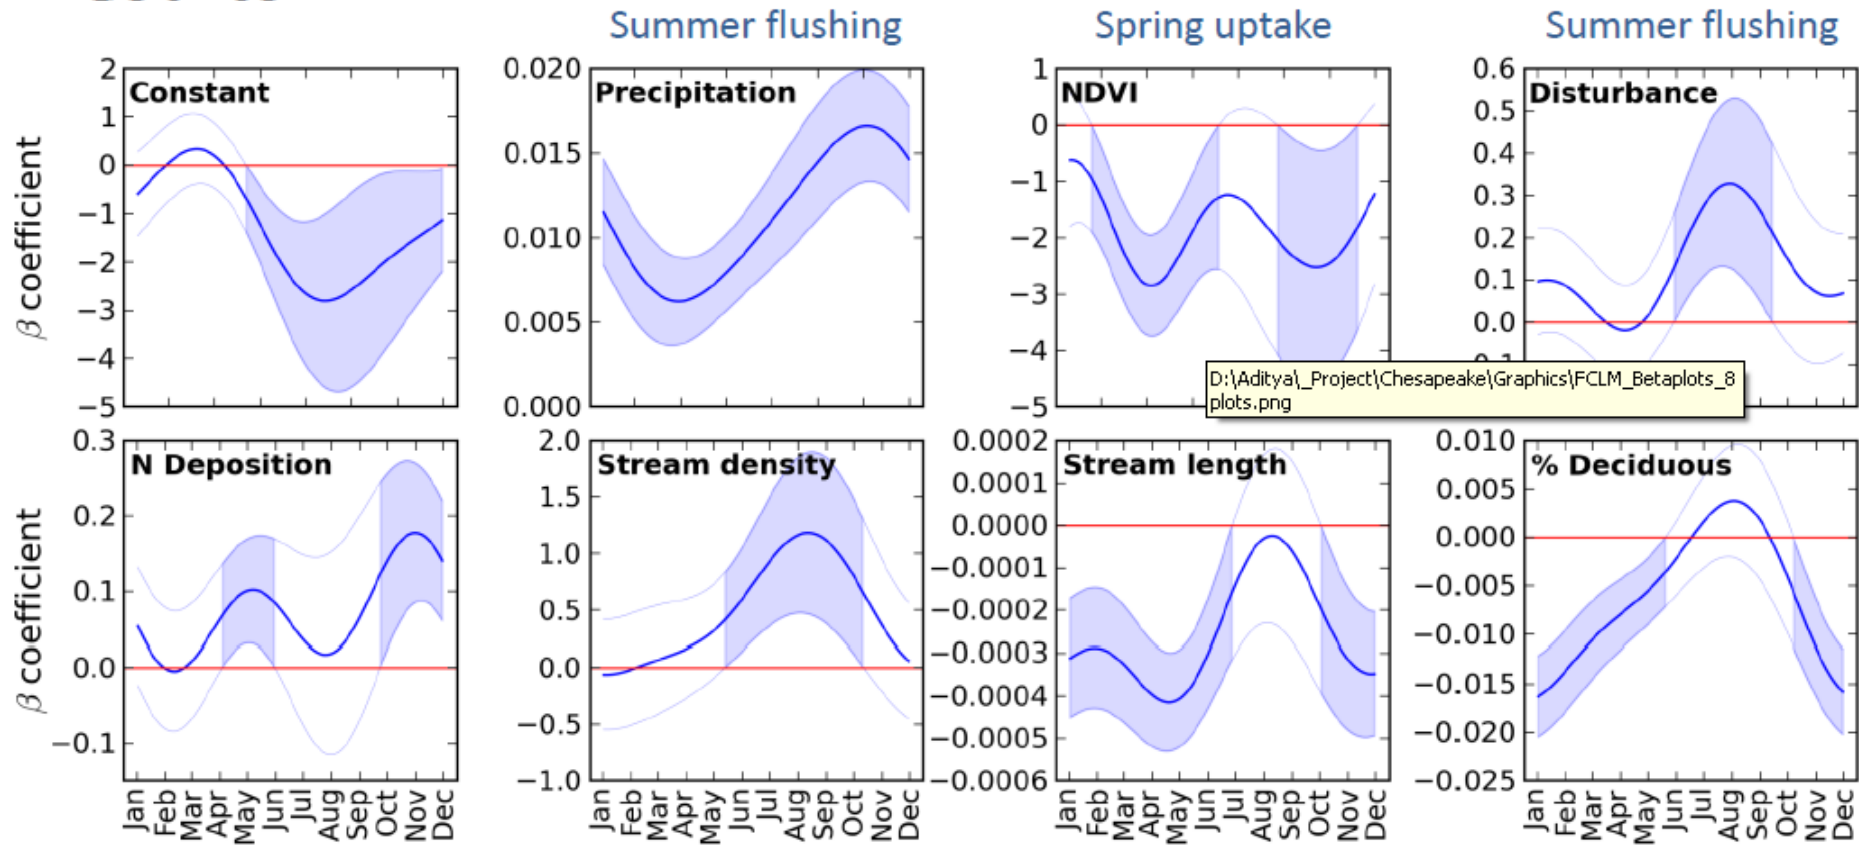 Summer flushing
Spring uptake
Summer flushing
β coefficient
2
1
0
−1
−2
−3
−4
−5
Constant
0.020
0.015
0.010
0.005
0.000
Precipitation
1
0
−1
−2
−3
−4
−5
NDVI
0.6
0.5
0.4
0.3
0.2
0.1
0.0
Disturbance
D:\Aditya\_Project\Chesapeake\Graphics\FCLM_Betaplots_8
plots.png
β coefficient
0.3
0.2
0.1
0.0
−0.1
N Deposition
2.0
1.5
1.0
0.5
0.0
−0.5
−1.0
Stream density
0.0002
0.0001
0.0000
−0.0001
−0.0002
−0.0003
−0.0004
−0.0005
−0.0006
Stream length
0.010
0.005
0.000
−0.005
−0.010
−0.015
−0.020
−0.025
% Deciduous
Jan Feb Mar Apr May Jun Jul Aug Sep Oct Nov Dec
Jan Feb Mar Apr May Jun Jul Aug Sep Oct Nov Dec
Jan Feb Mar Apr May Jun Jul Aug Sep Oct Nov Dec
Jan Feb Mar Apr May Jun Jul Aug Sep Oct Nov Dec